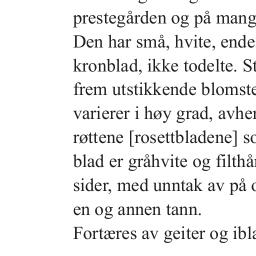 prestegården og på mang
Den har små, hvite, ende
kronblad, ikke todelte. St
frem utstikkende blomste
varierer i høy grad, avhe
røttene [rosettbladene] so
blad er gråhvite og filthå
sider, med unntak av på
en og annen tann.
Fortæres av geiter og ibla